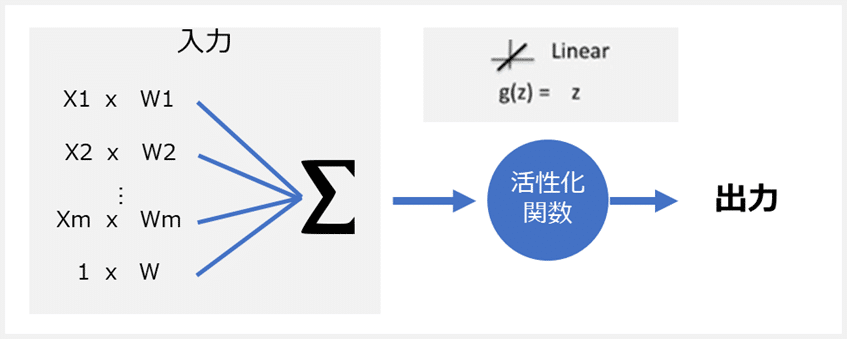 入力
X1 x W1
X2 x W2
⋮
Xm x Wm
1 x W
Σ
Linear
g(z) = z
活性化
関数
出力